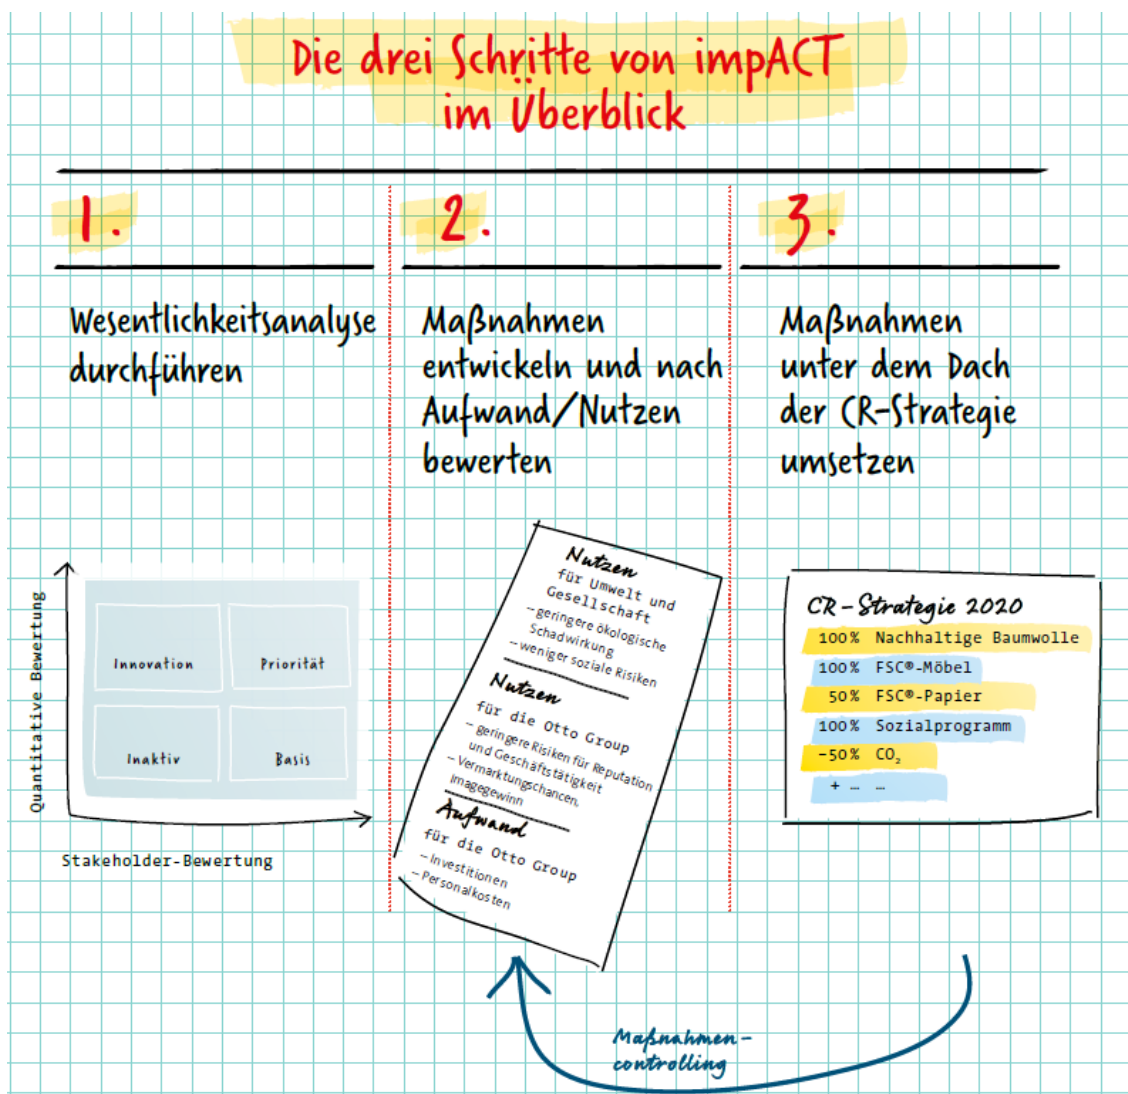 Die drei Schritte von impACT
im Überblick
1.
Wesentlichkeitsanalyse
durchführen
Quantitative Bewertung
Innovation
Priorität
Inaktiv
Basis
Stakeholder-Bewertung
2.
Maßnahmen
entwickeln und nach
Aufwand/Nutzen
bewerten
Nutzen
für Umwelt und
Gesellschaft
– geringere ökologische
Schadwirkung
– weniger soziale Risiken
Nutzen
für die Otto Group
– geringere Risiken für Reputation
und Geschäftstätigkeit
– Vermarktungschancen,
Imagegewinn
Aufwand
für die Otto Group
– Investitionen
– Personalkosten
3.
Maßnahmen
unter dem Dach
der CR-Strategie
umsetzen
CR-Strategie 2020
100% Nachhaltige Baumwolle
100% FSC®-Möbel
50% FSC®-Papier
100% Sozialprogramm
–50% CO₂
+ … …
Maßnahmen-
controlling